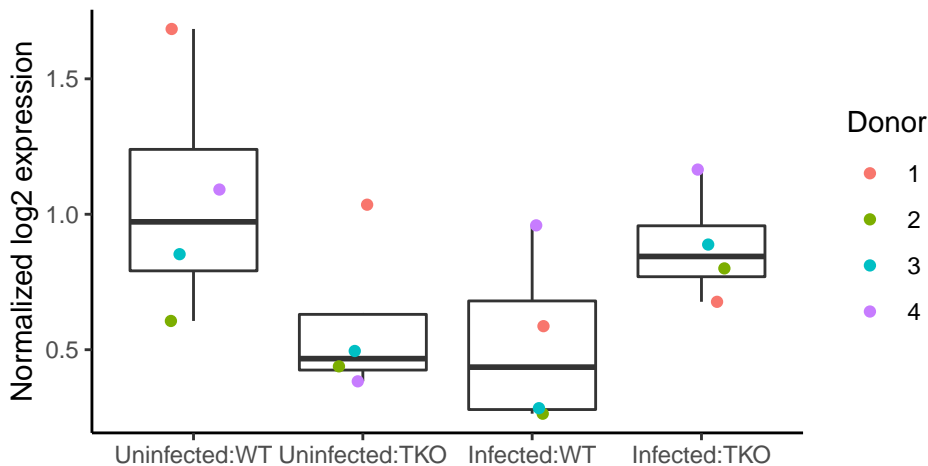 Normalized log2 expression
1.5
1.0
0.5
Uninfected:WT
Uninfected:TKO
Infected:WT
Infected:TKO
Donor
1
2
3
4